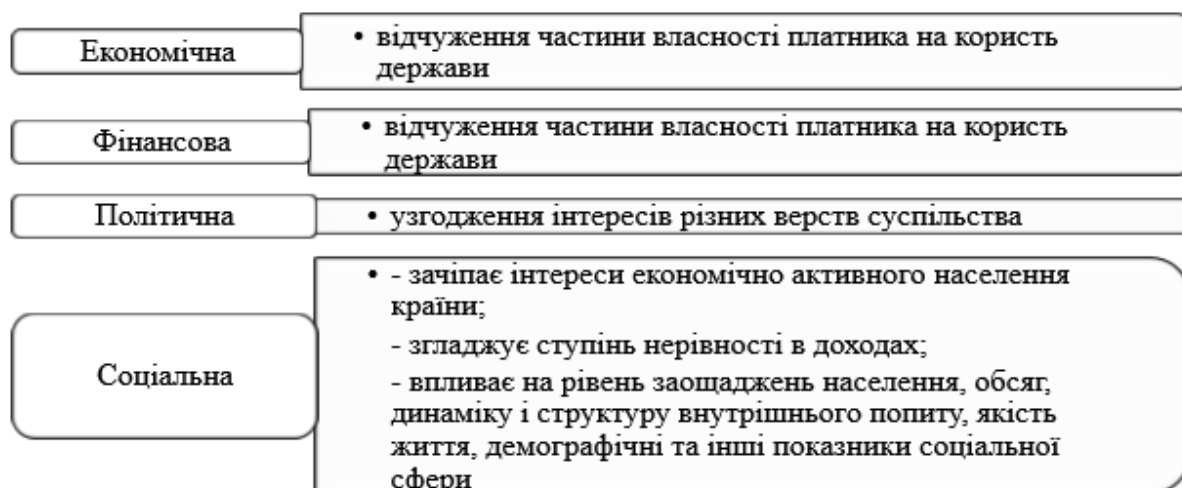 Економічна
• відчуження частини власності платника на користь
держави
Фінансова
• відчуження частини власності платника на користь
держави
Політична
• узгодження інтересів різних верств суспільства
Соціальна
• - зачіпає інтереси економічно активного населення
країни;
- згладжує ступінь нерівності в доходах;
- впливає на рівень заощаджень населення, обсяг,
динаміку і структуру внутрішнього попиту, якість
життя, демографічні та інші показники соціальної
сфери